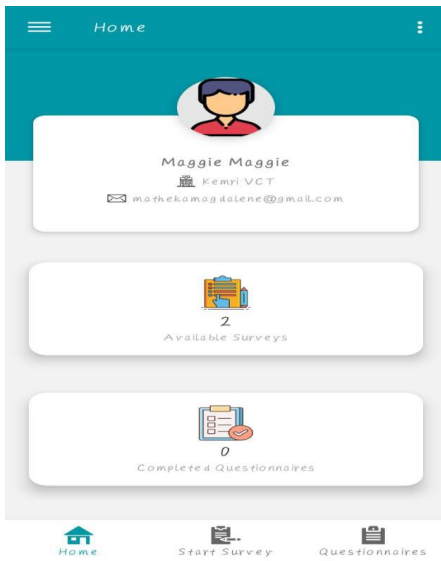 Home
Maggie Maggie
Kemri VCT
mathekamagdalene@gmail.com
2
Available Surveys
0
Completed Questionnaires
Home Start Survey Questionnaires